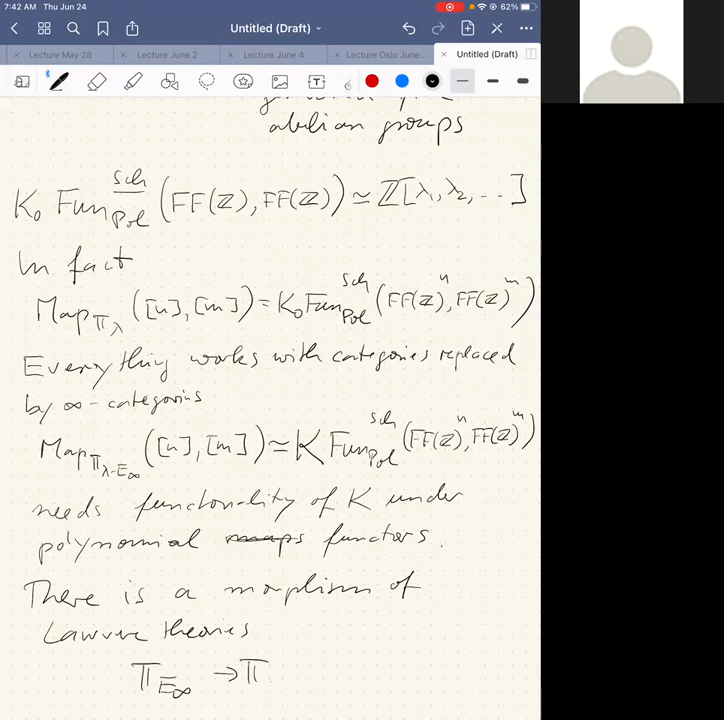 7:42 AM Thu Jun 24
62%
Untitled (Draft)
Lecture May 28
Lecture June 2
Lecture June 4
Lecture Oslo June...
Untitled (Draft)
abelian groups
K₀ Fun^{sch}_{Pol} (FF(ℤ), FF(ℤ)) ≃ ℤ[λ₁, λ₂, ...]
In fact
Map_{𝕋_λ} ([n], [m]) = K₀ Fun^{sch}_{Pol} (FF(ℤ)^n, FF(ℤ)^m)
Everything works with categories replaced
by ∞-categories
Map_{𝕋_{λ-E∞}} ([n], [m]) ≃ K Fun^{sch}_{Pol} (FF(ℤ)^n, FF(ℤ)^m)
needs functoriality of K under
polynomial maps functors.
There is a morphism of
Lawvere theories
𝕋_{E∞} → 𝕋